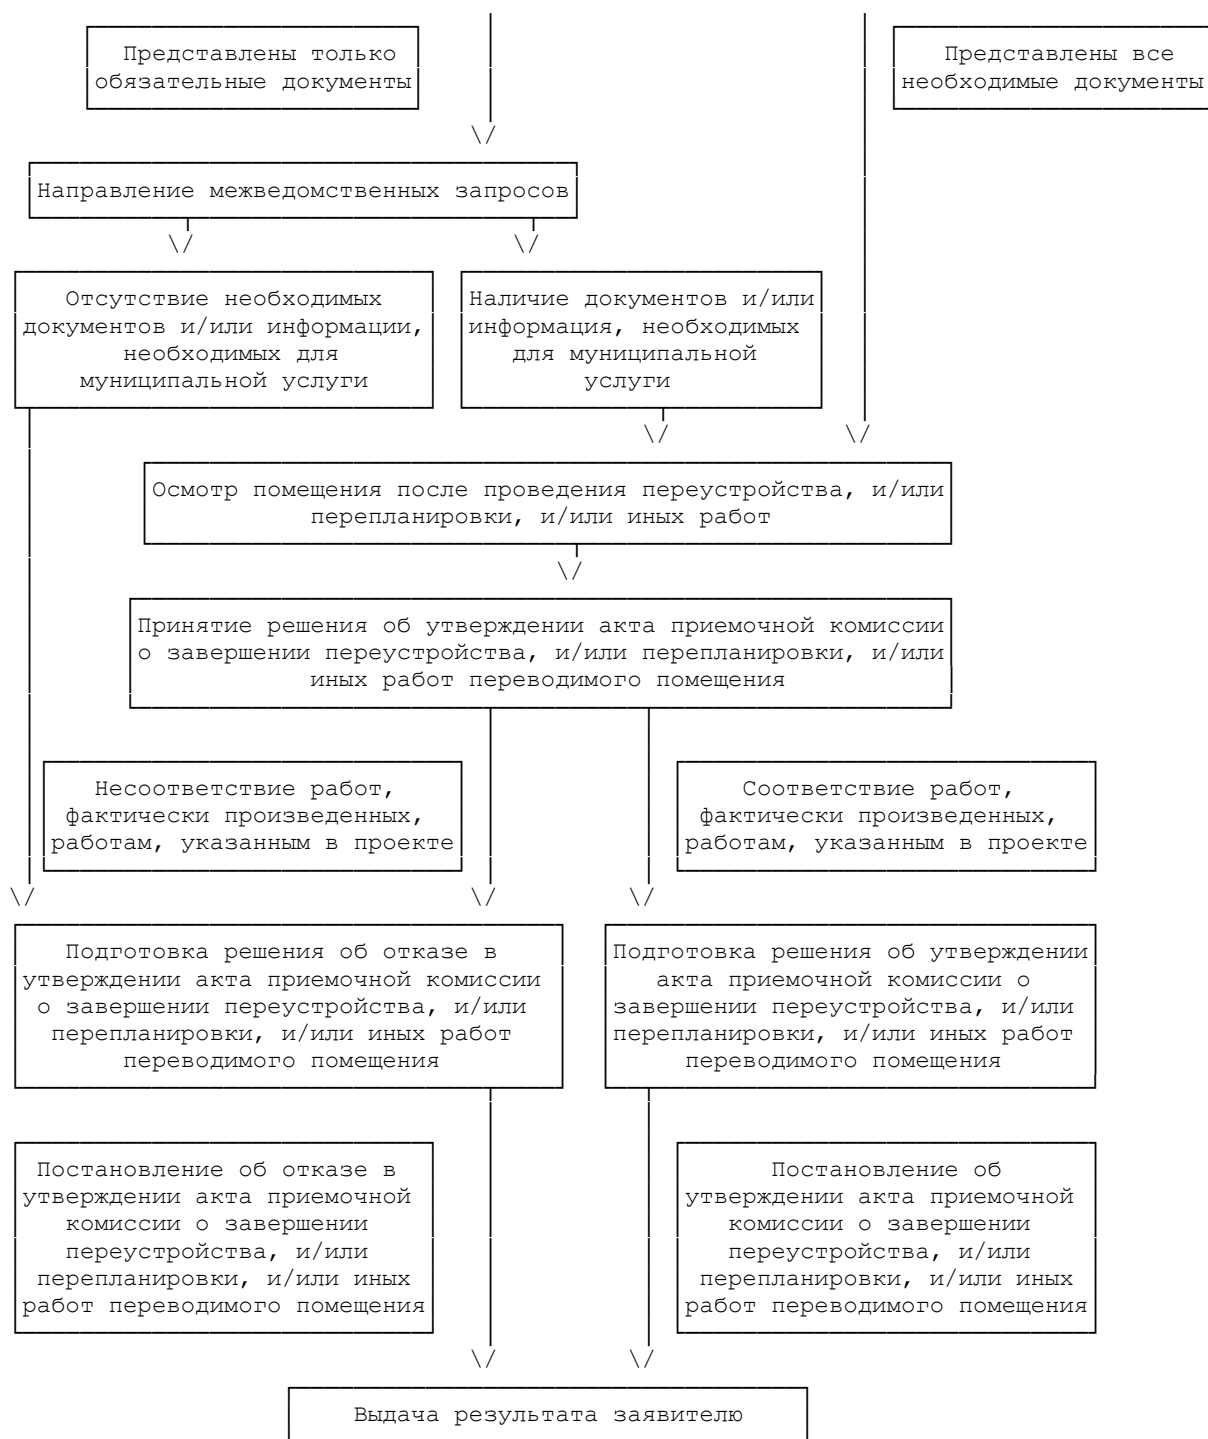 Представлены только
обязательные документы
Представлены все
необходимые документы
Направление межведомственных запросов
Отсутствие необходимых
документов и/или информации,
необходимых для
муниципальной услуги
Наличие документов и/или
информация, необходимых
для муниципальной
услуги
Осмотр помещения после проведения переустройства, и/или
перепланировки, и/или иных работ
Принятие решения об утверждении акта приемочной комиссии
о завершении переустройства, и/или перепланировки, и/или
иных работ переводимого помещения
Несоответствие работ,
фактически произведенных,
работам, указанным в проекте
Соответствие работ,
фактически произведенных,
работам, указанным в проекте
Подготовка решения об отказе в
утверждении акта приемочной комиссии
о завершении переустройства, и/или
перепланировки, и/или иных работ
переводимого помещения
Подготовка решения об утверждении
акта приемочной комиссии о
завершении переустройства, и/или
перепланировки, и/или иных работ
переводимого помещения
Постановление об отказе в
утверждении акта приемочной
комиссии о завершении
переустройства, и/или
перепланировки, и/или иных
работ переводимого помещения
Постановление об
утверждении акта приемочной
комиссии о завершении
переустройства, и/или
перепланировки, и/или иных
работ переводимого помещения
Выдача результата заявителю